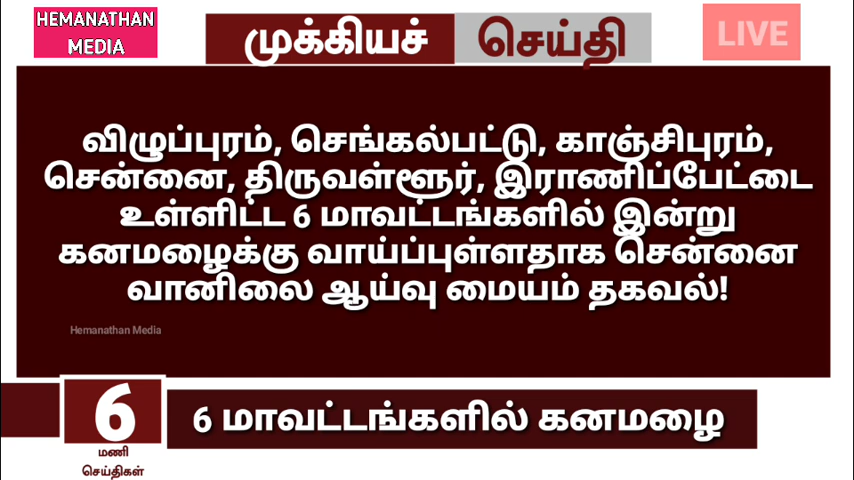 HEMANATHAN
MEDIA
முக்கியச் செய்தி
LIVE
விழுப்புரம், செங்கல்பட்டு, காஞ்சிபுரம்,
சென்னை, திருவள்ளூர், இராணிப்பேட்டை
உள்ளிட்ட 6 மாவட்டங்களில் இன்று
கனமழைக்கு வாய்ப்புள்ளதாக சென்னை
வானிலை ஆய்வு மையம் தகவல்!
Hemanathan Media
6
மணி
செய்திகள்
6 மாவட்டங்களில் கனமழை